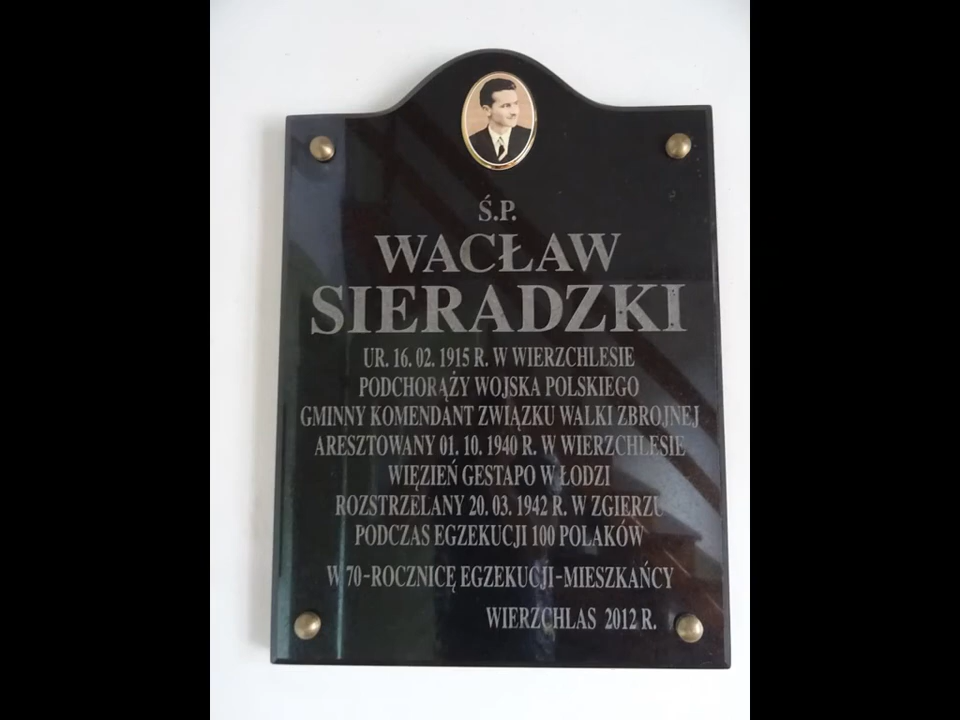 Ś.P.
WACŁAW
SIERADZKI
UR. 16. 02. 1915 R. W WIERZCHLESIE
PODCHORĄŻY WOJSKA POLSKIEGO
GMINNY KOMENDANT ZWIĄZKU WALKI ZBROJNEJ
ARESZTOWANY 01. 10. 1940 R. W WIERZCHLESIE
WIĘZIEŃ GESTAPO W ŁODZI
ROZSTRZELANY 20. 03. 1942 R. W ZGIERZU
PODCZAS EGZEKUCJI 100 POLAKÓW
W 70-ROCZNICĘ EGZEKUCJI-MIESZKAŃCY
WIERZCHLAS 2012 R.